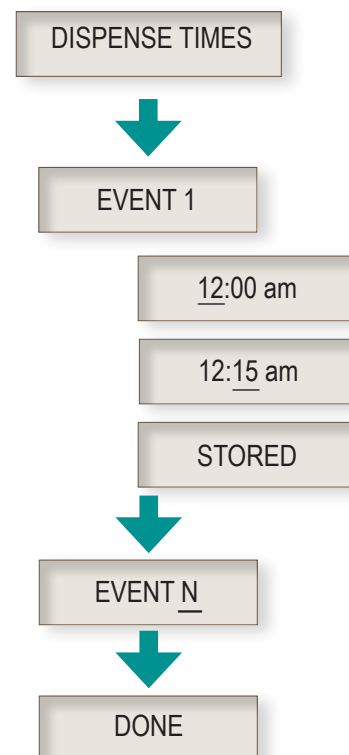 DISPENSE TIMES
EVENT 1
12:00 am
12:15 am
STORED
EVENT N
DONE